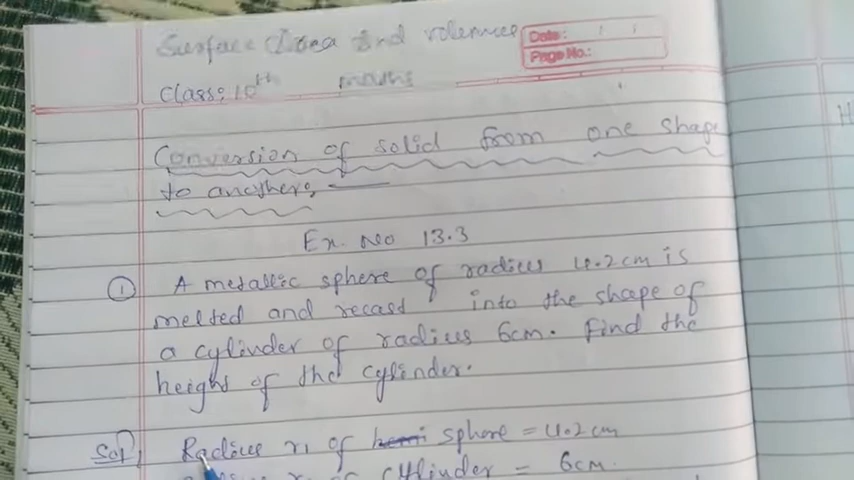 Surface Area and volumes
Date:
Page No.:
Class: 10th maths
Conversion of solid from one shape
to another,
H
Ex. No 13.3
① A metallic sphere of radius 4.2 cm is
melted and recast into the shape of
a cylinder of radius 6cm. Find the
height of the cylinder.
Sol, Radius r₁ of sphere = 4.2 cm
of cylinder = 6cm.